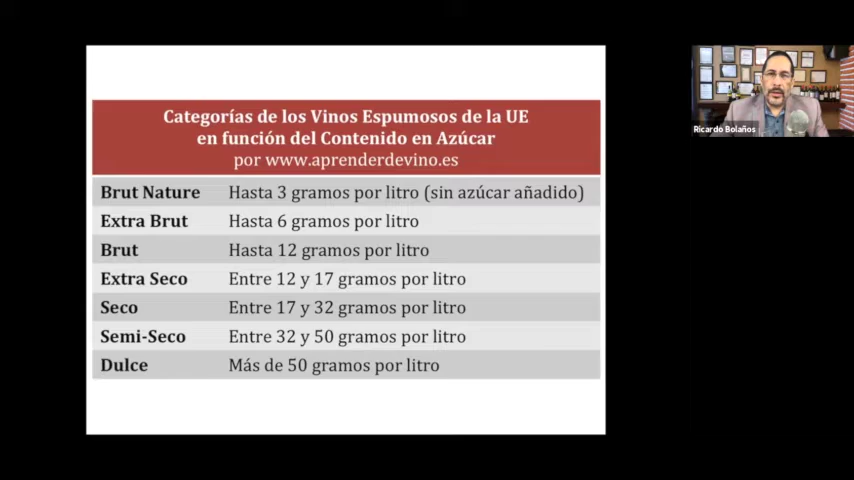 Categorías de los Vinos Espumosos de la UE
en función del Contenido en Azúcar
por www.aprenderdevino.es
Brut Nature Hasta 3 gramos por litro (sin azúcar añadido)
Extra Brut Hasta 6 gramos por litro
Brut Hasta 12 gramos por litro
Extra Seco Entre 12 y 17 gramos por litro
Seco Entre 17 y 32 gramos por litro
Semi-Seco Entre 32 y 50 gramos por litro
Dulce Más de 50 gramos por litro
Ricardo Bolaños